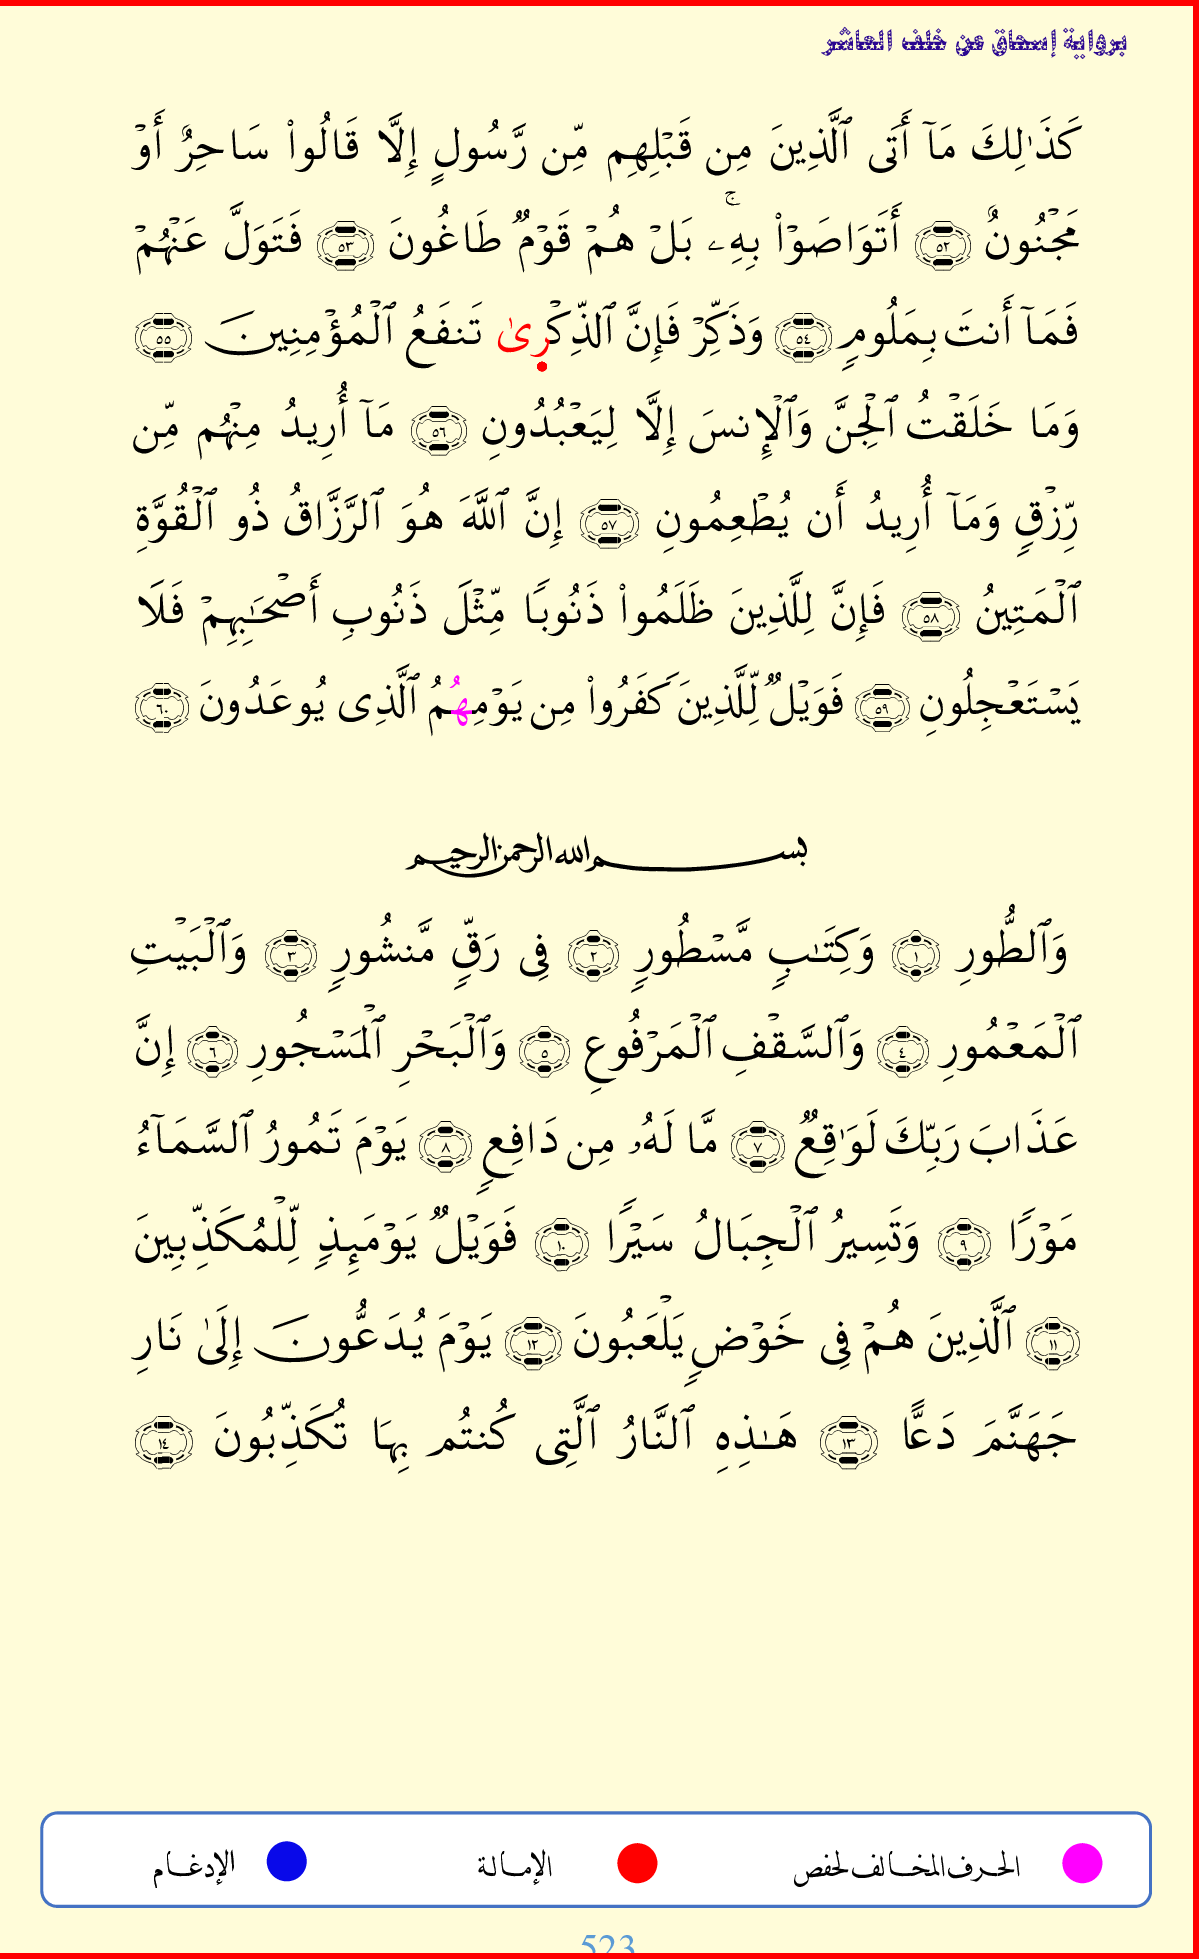 برواية إسحاق عن خلف العاشر
كَذَٰلِكَ مَآ أَتَى ٱلَّذِينَ مِن قَبْلِهِم مِّن رَّسُولٍ إِلَّا قَالُوا۟ سَاحِرٌ أَوْ
مَجْنُونٌ ٥٢ أَتَوَاصَوْا۟ بِهِۦ ۚ بَلْ هُمْ قَوْمٌ طَاغُونَ ٥٣ فَتَوَلَّ عَنْهُمْ
فَمَآ أَنتَ بِمَلُومٍ ٥٤ وَذَكِّرْ فَإِنَّ ٱلذِّكْرِىٰ تَنفَعُ ٱلْمُؤْمِنِينَ ٥٥
وَمَا خَلَقْتُ ٱلْجِنَّ وَٱلْإِنسَ إِلَّا لِيَعْبُدُونِ ٥٦ مَآ أُرِيدُ مِنْهُم مِّن
رِّزْقٍ وَمَآ أُرِيدُ أَن يُطْعِمُونِ ٥٧ إِنَّ ٱللَّهَ هُوَ ٱلرَّزَّاقُ ذُو ٱلْقُوَّةِ
ٱلْمَتِينُ ٥٨ فَإِنَّ لِلَّذِينَ ظَلَمُوا۟ ذَنُوبًا مِّثْلَ ذَنُوبِ أَصْحَـٰبِهِمْ فَلَا
يَسْتَعْجِلُونِ ٥٩ فَوَيْلٌ لِّلَّذِينَ كَفَرُوا۟ مِن يَوْمِهُمُ ٱلَّذِى يُوعَدُونَ ٦٠
بسم الله الرحمن الرحيم
وَٱلطُّورِ ١ وَكِتَـٰبٍ مَّسْطُورٍ ٢ فِى رَقٍّ مَّنشُورٍ ٣ وَٱلْبَيْتِ
ٱلْمَعْمُورِ ٤ وَٱلسَّقْفِ ٱلْمَرْفُوعِ ٥ وَٱلْبَحْرِ ٱلْمَسْجُورِ ٦ إِنَّ
عَذَابَ رَبِّكَ لَوَٰقِعٌ ٧ مَّا لَهُۥ مِن دَافِعٍ ٨ يَوْمَ تَمُورُ ٱلسَّمَآءُ
مَوْرًا ٩ وَتَسِيرُ ٱلْجِبَالُ سَيْرًا ١٠ فَوَيْلٌ يَوْمَئِذٍ لِّلْمُكَذِّبِينَ
١١ ٱلَّذِينَ هُمْ فِى خَوْضٍ يَلْعَبُونَ ١٢ يَوْمَ يُدَعُّونَ إِلَىٰ نَارِ
جَهَنَّمَ دَعًّا ١٣ هَـٰذِهِ ٱلنَّارُ ٱلَّتِى كُنتُم بِهَا تُكَذِّبُونَ ١٤
الحرف المخالف لحفص الإمالة الإدغام
523